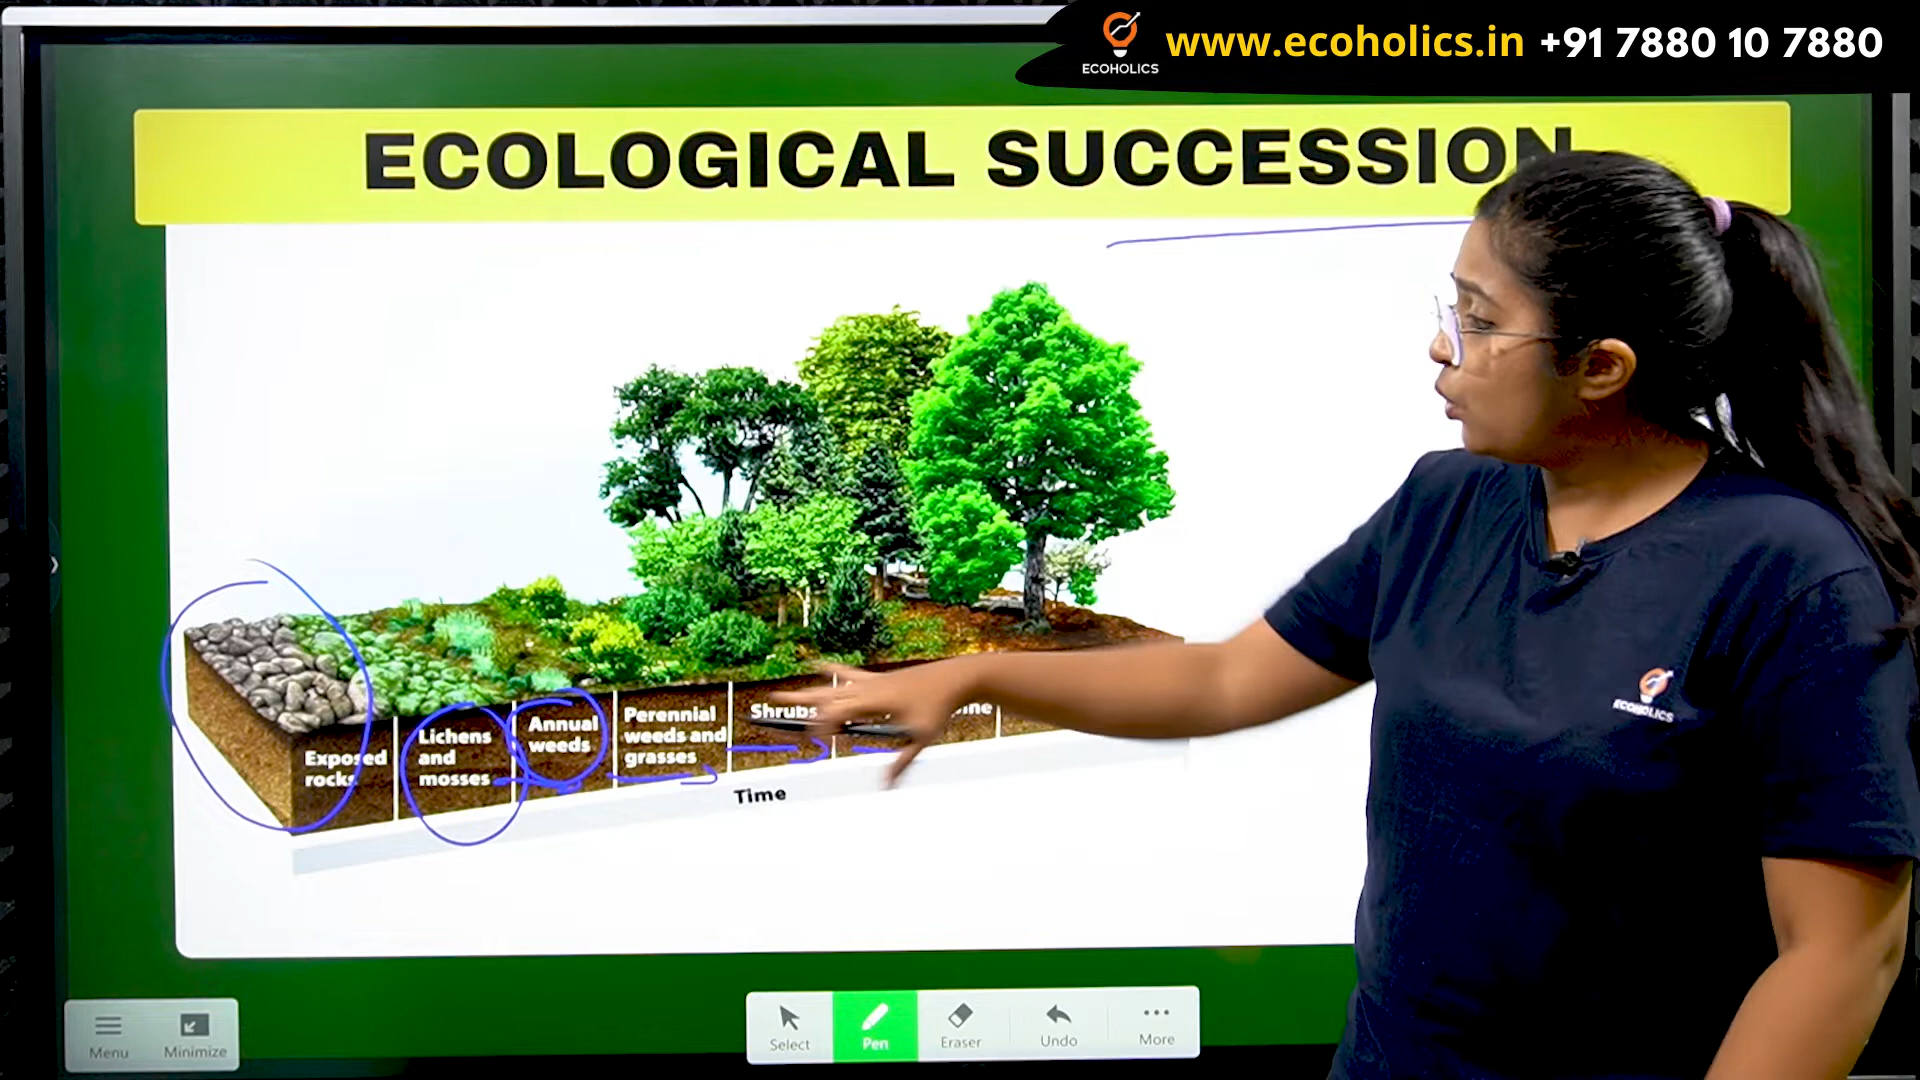 ECOHOLICS
www.ecoholics.in +91 7880 10 7880
ECOLOGICAL SUCCESSION
Exposed
rocks
Lichens
and
mosses
Annual
weeds
Perennial
weeds and
grasses
Shrubs
Time
ECOHOLICS
Menu
Minimize
Select
Pen
Eraser
Undo
More